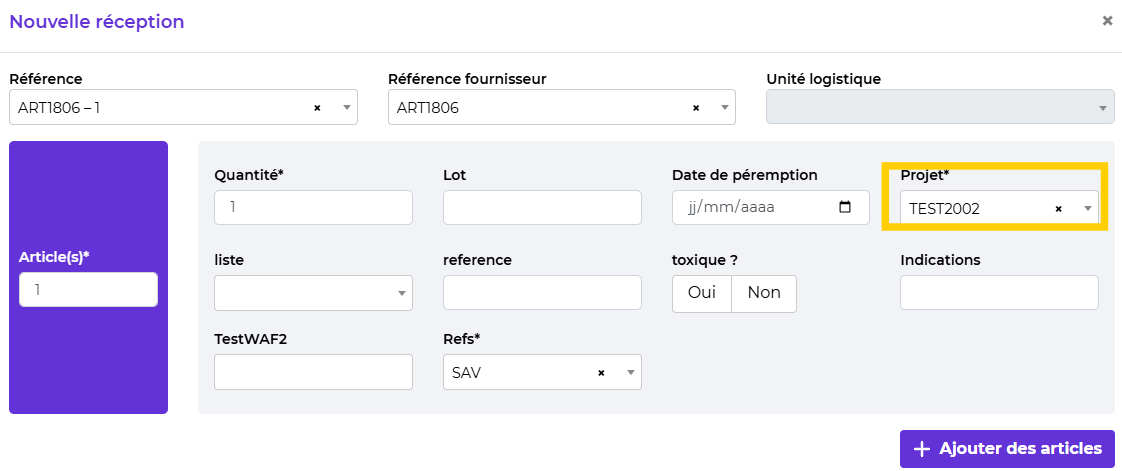 Nouvelle réception
×
Référence
Référence fournisseur
Unité logistique
ART1806 – 1 ×
ART1806 ×
Quantité*
Lot
Date de péremption
Projet*
1
jj/mm/aaaa
TEST2002 ×
Article(s)*
1
liste
reference
toxique ?
Indications
Oui Non
TestWAF2
Refs*
SAV ×
+ Ajouter des articles